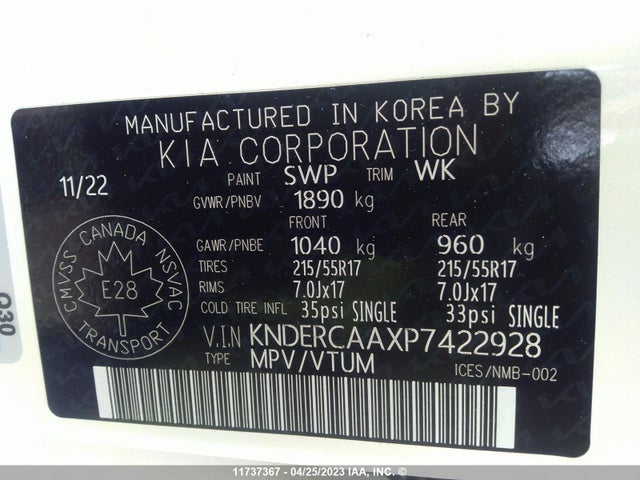 MANUFACTURED IN KOREA BY
KIA CORPORATION
11/22 PAINT SWP TRIM WK
GVWR/PNBV 1890 kg
FRONT REAR
GAWR/PNBE 1040 kg 960 kg
TIRES 215/55R17 215/55R17
RIMS 7.0Jx17 7.0Jx17
COLD TIRE INFL 35psi SINGLE 33psi SINGLE
V.I.N KNDERCAAXP7422928
TYPE MPV/VTUM
ICES/NMB-002
CMVSS CANADA NSVAC
E28
TRANSPORT
030
11737367 - 04/25/2023 IAA, INC. ©